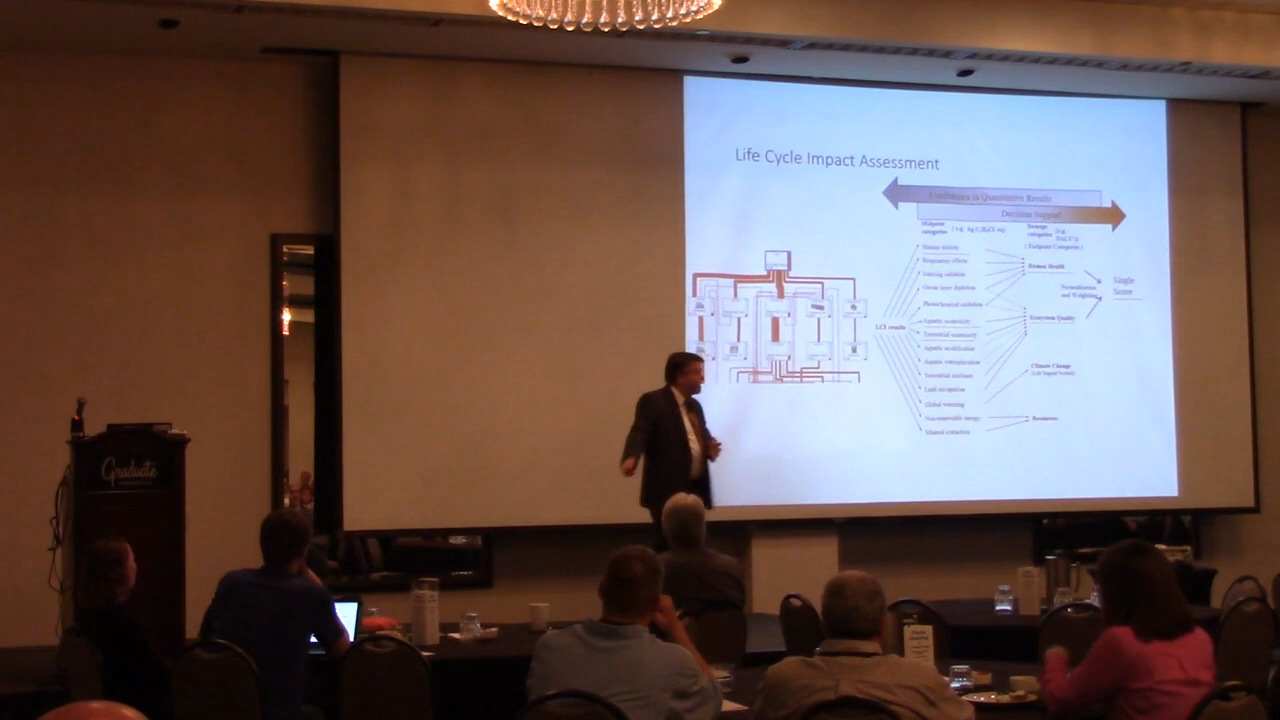 Life Cycle Impact Assessment
Confidence in Quantitative Results
Decision Support
Midpoint
categories
Damage
categories
Human toxicity
Respiratory effects
Ionizing radiation
Ozone layer depletion
Photochemical oxidation
Aquatic ecotoxicity
Terrestrial ecotoxicity
Aquatic acidification
Aquatic eutrophication
Land occupation
Global warming
Non-renewable energy
Mineral extraction
LCI results
Human Health
Ecosystem Quality
Climate Change
Resources
Normalization
and Weighting
Single
Score
Graduate